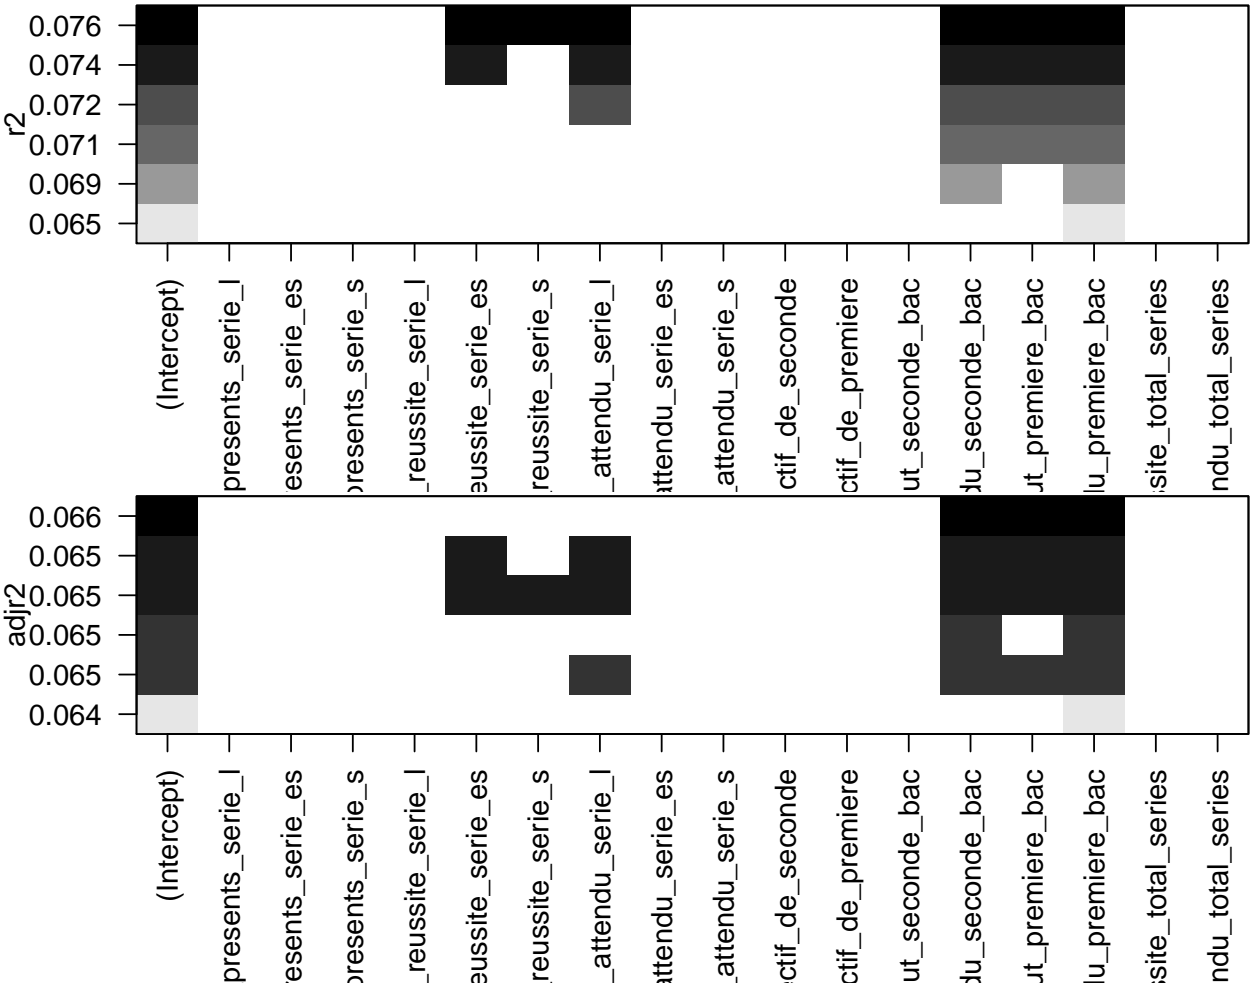 r2
0.076
0.074
0.072
0.071
0.069
0.065
(Intercept)
presents_serie_l
esents_serie_es
presents_serie_s
_reussite_serie_l
eussite_serie_es
reussite_serie_s
_attendu_serie_l
attendu_serie_es
_attendu_serie_s
ctif_de_seconde
ctif_de_premiere
ut_seconde_bac
du_seconde_bac
ut_premiere_bac
lu_premiere_bac
ssite_total_series
ndu_total_series
adjr2
0.066
0.065
0.065
0.065
0.065
0.064
(Intercept)
presents_serie_l
esents_serie_es
presents_serie_s
_reussite_serie_l
eussite_serie_es
reussite_serie_s
_attendu_serie_l
attendu_serie_es
_attendu_serie_s
ctif_de_seconde
ctif_de_premiere
ut_seconde_bac
du_seconde_bac
ut_premiere_bac
lu_premiere_bac
ssite_total_series
ndu_total_series